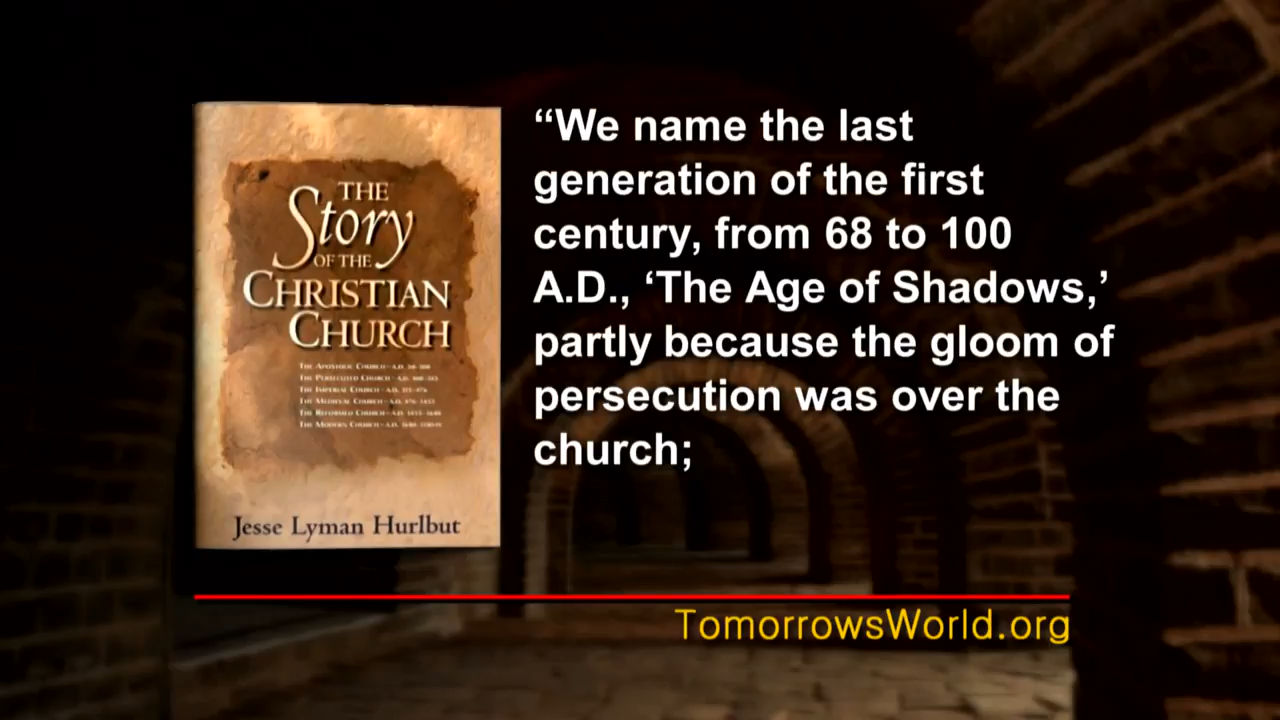 THE
Story
OF THE
CHRISTIAN
CHURCH
Jesse Lyman Hurlbut
“We name the last
generation of the first
century, from 68 to 100
A.D., ‘The Age of Shadows,’
partly because the gloom of
persecution was over the
church;
TomorrowsWorld.org